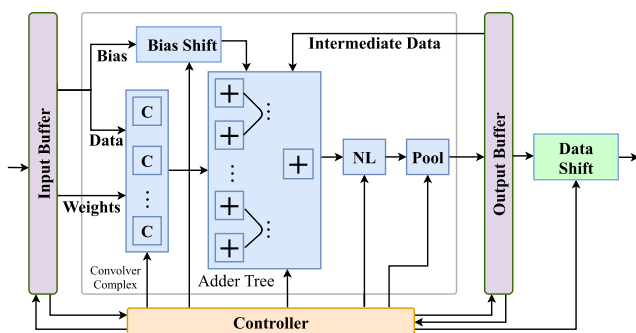 Input Buffer
Bias
Bias Shift
Intermediate Data
C
Data
C
Weights
C
+
+
+
+
+
NL
Pool
Output Buffer
Data
Shift
Convolver
Complex
Adder Tree
Controller